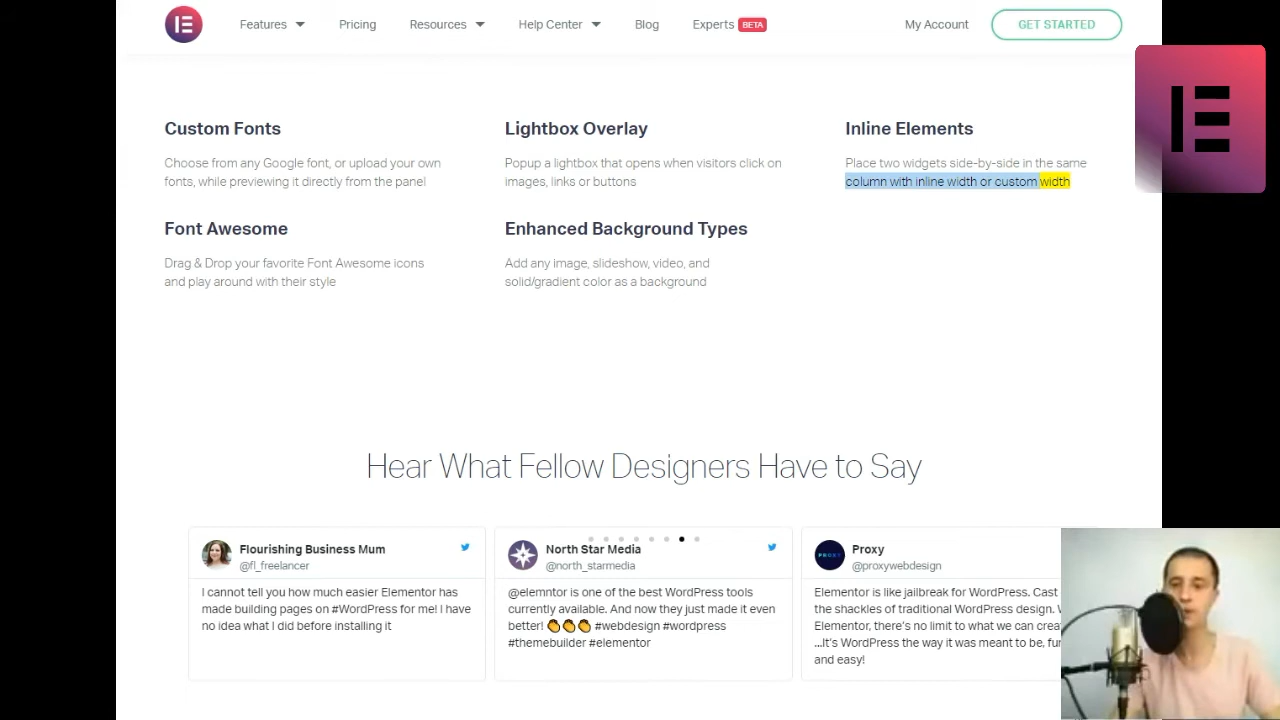 Features Pricing Resources Help Center Blog Experts BETA My Account GET STARTED
Custom Fonts
Choose from any Google font, or upload your own
fonts, while previewing it directly from the panel
Lightbox Overlay
Popup a lightbox that opens when visitors click on
images, links or buttons
Inline Elements
Place two widgets side-by-side in the same
column with inline width or custom width
Font Awesome
Drag & Drop your favorite Font Awesome icons
and play around with their style
Enhanced Background Types
Add any image, slideshow, video, and
solid/gradient color as a background
Hear What Fellow Designers Have to Say
Flourishing Business Mum
@fl_freelancer
I cannot tell you how much easier Elementor has
made building pages on #WordPress for me! I have
no idea what I did before installing it
North Star Media
@north_starmedia
@elemntor is one of the best WordPress tools
currently available. And now they just made it even
better! 👏👏👏 #webdesign #wordpress
#themebuilder #elementor
Proxy
@proxywebdesign
PROXY
Elementor is like jailbreak for WordPress. Cast
the shackles of traditional WordPress design.
Elementor, there's no limit to what we can
...It's WordPress the way it was meant to be,
and easy!